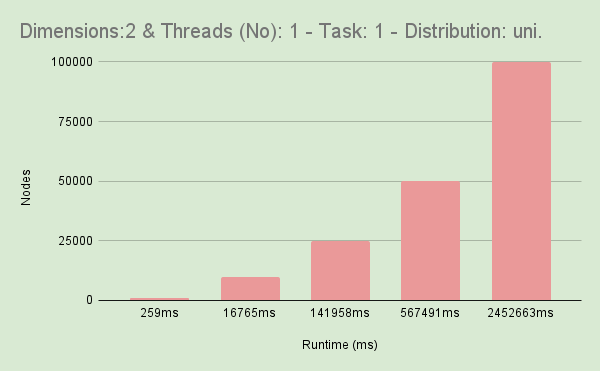 Dimensions:2 & Threads (No): 1 - Task: 1 - Distribution: uni.
100000
75000
50000
25000
0
Nodes
259ms 16765ms 141958ms 567491ms 2452663ms
Runtime (ms)